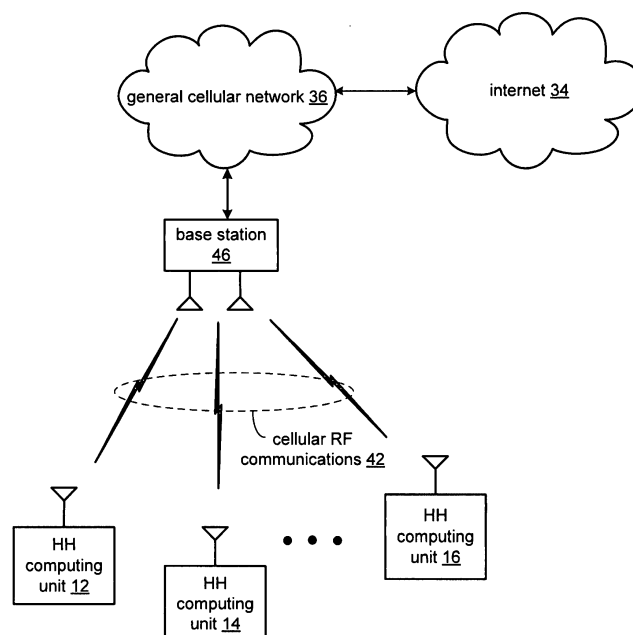 general cellular network 36
internet 34
base station
46
cellular RF
communications 42
HH
computing
unit 12
HH
computing
unit 14
HH
computing
unit 16